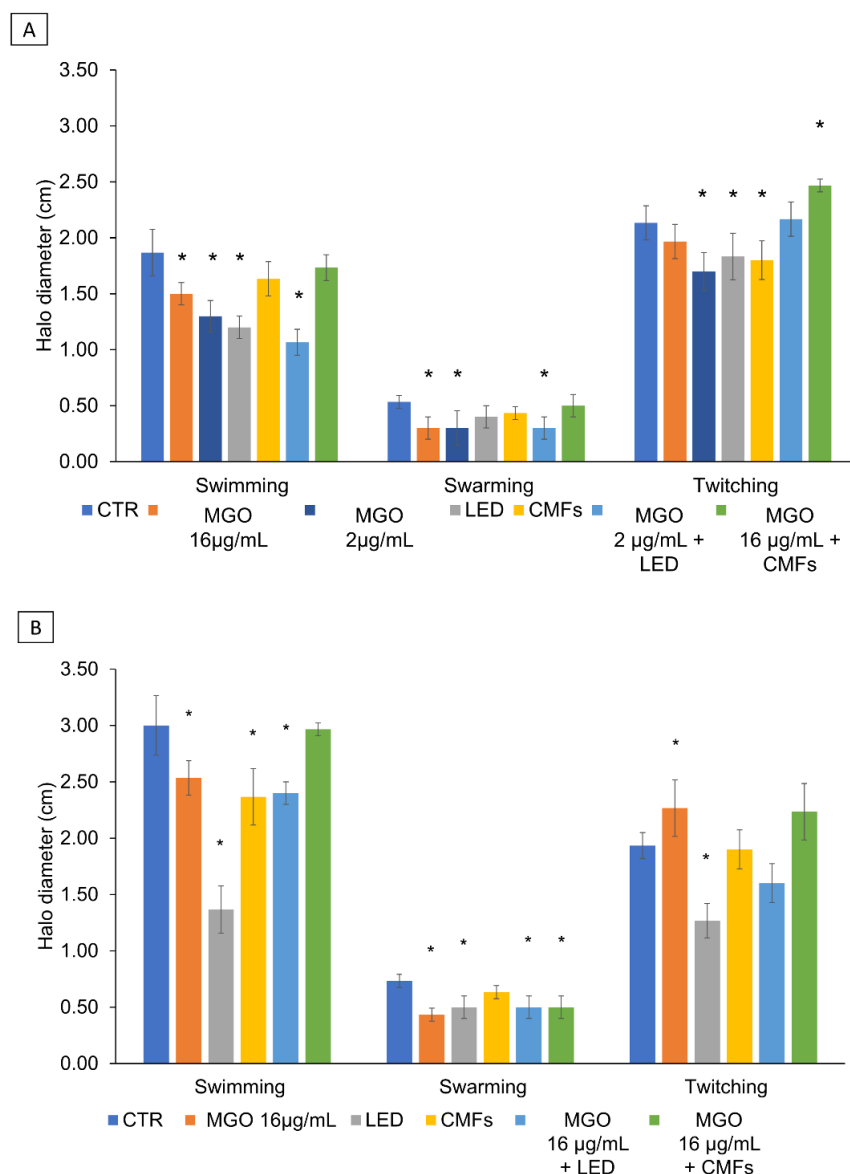 A
Halo diameter (cm)
3.50
3.00
2.50
2.00
1.50
1.00
0.50
0.00
* * * *
* * *
* * * *
Swimming Swarming Twitching
CTR MGO MGO LED CMFs MGO MGO
16µg/mL 2µg/mL 2 µg/mL + 16 µg/mL +
LED CMFs
B
Halo diameter (cm)
3.50
3.00
2.50
2.00
1.50
1.00
0.50
0.00
* * * *
* * * *
* *
Swimming Swarming Twitching
CTR MGO 16µg/mL LED CMFs MGO MGO
16 µg/mL 16 µg/mL
+ LED + CMFs